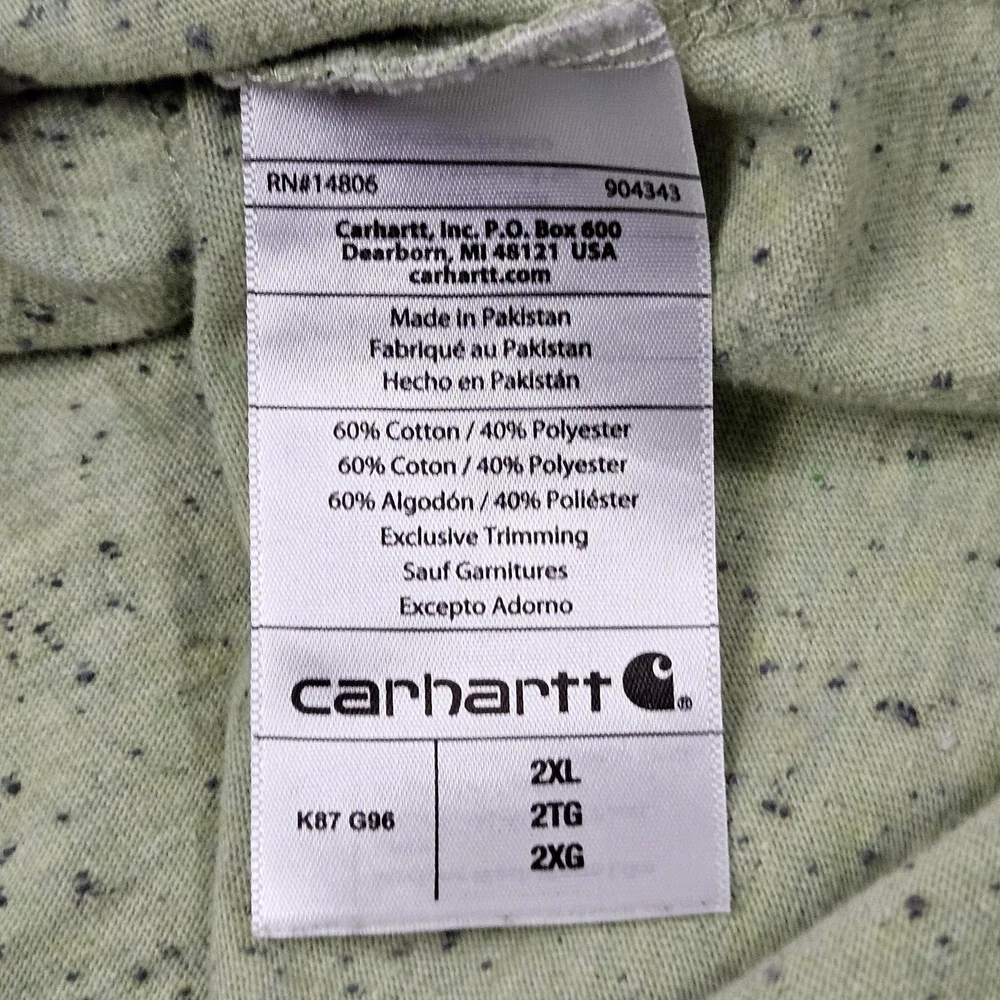 RN#14806 904343
Carhartt, Inc. P.O. Box 600
Dearborn, MI 48121 USA
carhartt.com
Made in Pakistan
Fabriqué au Pakistan
Hecho en Pakistán
60% Cotton / 40% Polyester
60% Coton / 40% Polyester
60% Algodón / 40% Poliéster
Exclusive Trimming
Sauf Garnitures
Excepto Adorno
carhartt ®
K87 G96
2XL
2TG
2XG